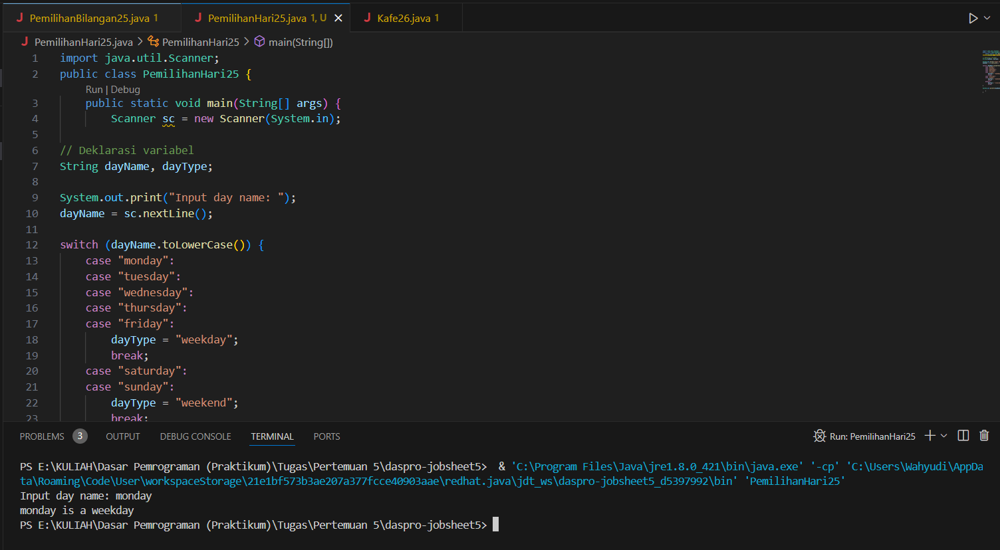 PemilihanBilangan25.java 1 PemilihanHari25.java 1, U Kafe26.java 1
PemilihanHari25.java > PemilihanHari25 > main(String[])
1 import java.util.Scanner;
2 public class PemilihanHari25 {
Run | Debug
3 public static void main(String[] args) {
4 Scanner sc = new Scanner(System.in);
5
6 // Deklarasi variabel
7 String dayName, dayType;
8
9 System.out.print("Input day name: ");
10 dayName = sc.nextLine();
11
12 switch (dayName.toLowerCase()) {
13 case "monday":
14 case "tuesday":
15 case "wednesday":
16 case "thursday":
17 case "friday":
18 dayType = "weekday";
19 break;
20 case "saturday":
21 case "sunday":
22 dayType = "weekend";
23 break;
PROBLEMS 3 OUTPUT DEBUG CONSOLE TERMINAL PORTS Run: PemilihanHari25
PS E:\KULIAH\Dasar Pemrograman (Praktikum)\Tugas\Pertemuan 5\daspro-jobsheet5> & 'C:\Program Files\Java\jre1.8.0_421\bin\java.exe' '-cp' 'C:\Users\Wahyudi\AppDa
ta\Roaming\Code\User\workspaceStorage\21e1bf573b3ae207a377fcce40903aae\redhat.java\jdt_ws\daspro-jobsheet5_d5397992\bin' 'PemilihanHari25'
Input day name: monday
monday is a weekday
PS E:\KULIAH\Dasar Pemrograman (Praktikum)\Tugas\Pertemuan 5\daspro-jobsheet5>